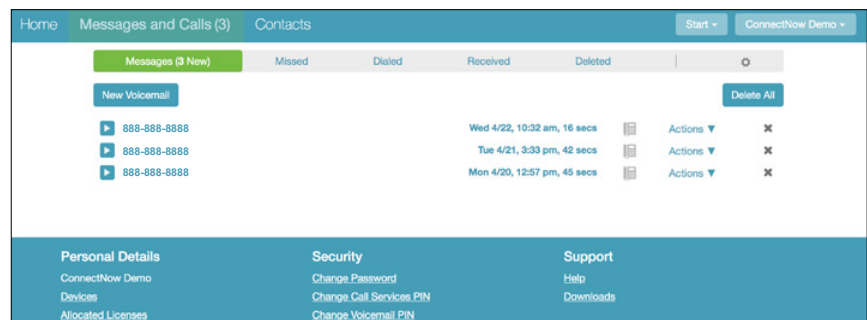 Home Messages and Calls (3) Contacts Start ConnectNow Demo
Messages (3 New) Missed Dialed Received Deleted
New Voicemail Delete All
888-888-8888 Wed 4/22, 10:32 am, 16 secs Actions ▼
888-888-8888 Tue 4/21, 3:33 pm, 42 secs Actions ▼
888-888-8888 Mon 4/20, 12:57 pm, 45 secs Actions ▼
Personal Details Security Support
ConnectNow Demo Change Password Help
Devices Change Call Services PIN Downloads
Allocated Licenses Change Voicemail PIN